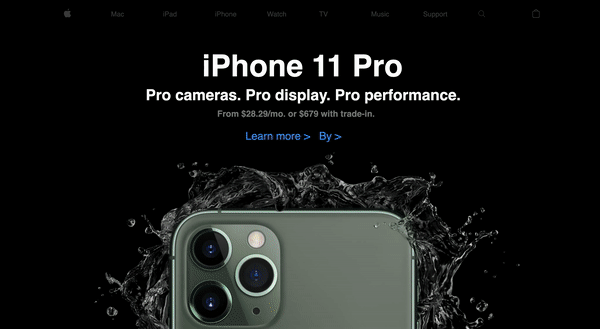 Mac iPad iPhone Watch TV Music Support
iPhone 11 Pro
Pro cameras. Pro display. Pro performance.
From $28.29/mo. or $679 with trade-in.
Learn more > By >